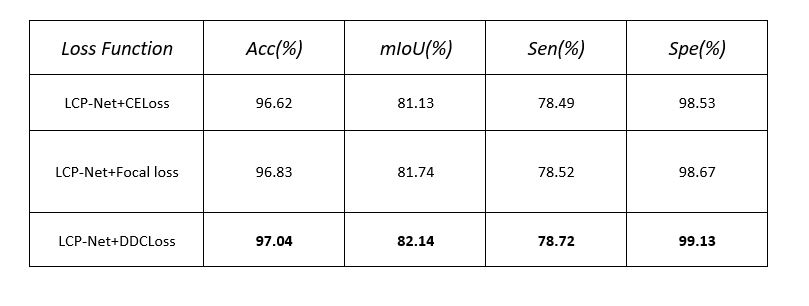 Loss Function Acc(%) mIoU(%) Sen(%) Spe(%)
LCP-Net+CELoss 96.62 81.13 78.49 98.53
LCP-Net+Focal loss 96.83 81.74 78.52 98.67
LCP-Net+DDCLoss 97.04 82.14 78.72 99.13